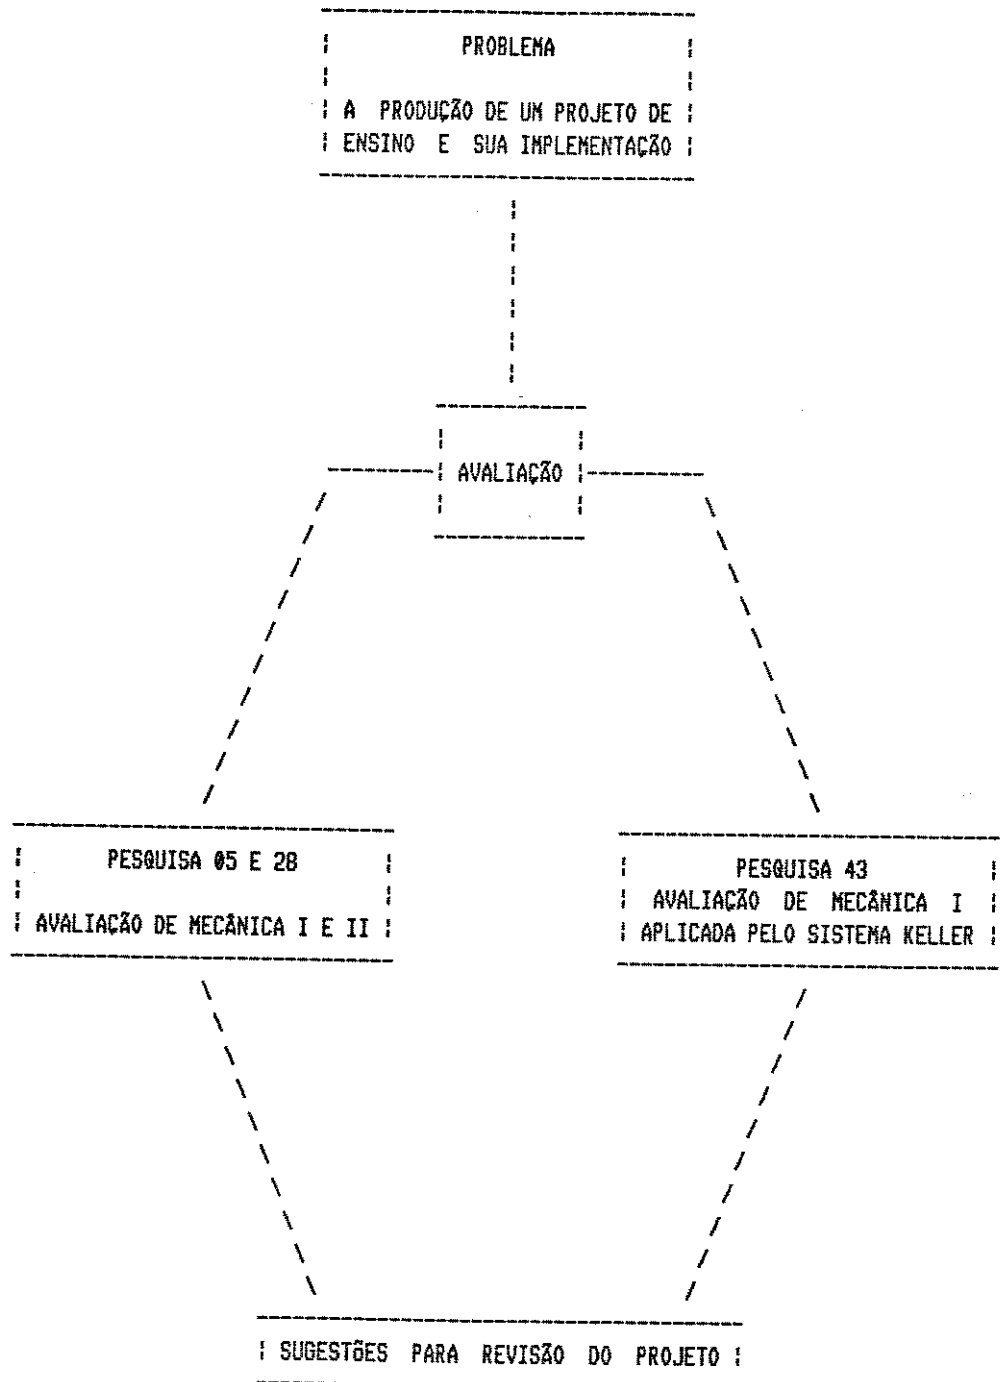 PROBLEMA
A PRODUÇÃO DE UM PROJETO DE
ENSINO E SUA IMPLEMENTAÇÃO
AVALIAÇÃO
PESQUISA 05 E 28
AVALIAÇÃO DE MECÂNICA I E II
PESQUISA 43
AVALIAÇÃO DE MECÂNICA I
APLICADA PELO SISTEMA KELLER
SUGESTÕES PARA REVISÃO DO PROJETO